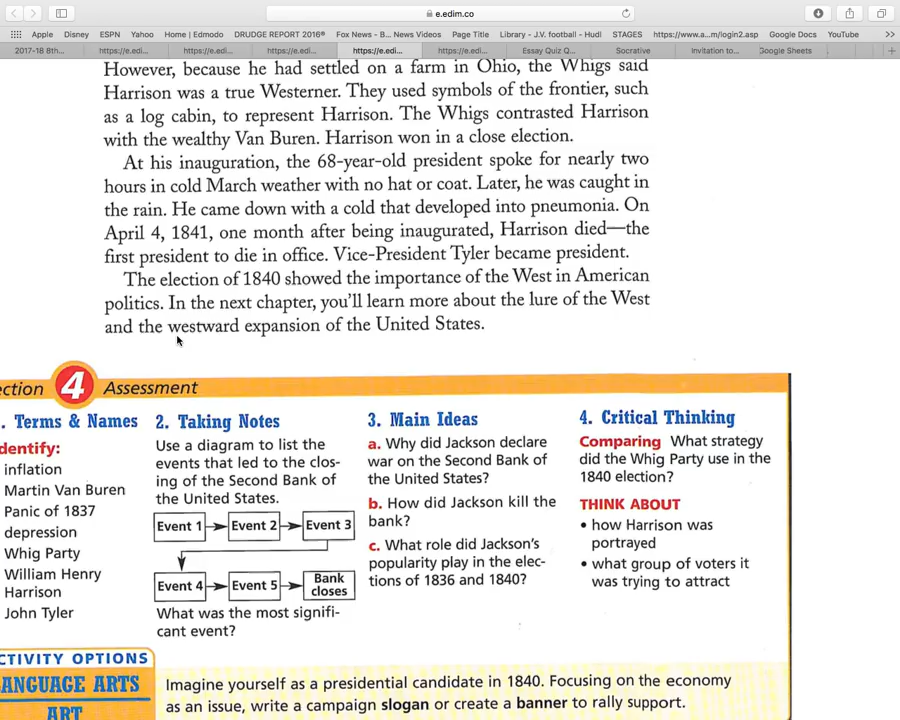 e.edim.co
Apple Disney ESPN Yahoo Home | Edmodo DRUDGE REPORT 2016® Fox News - B... News Videos Page Title Library - J.V. football - Hudl STAGES https://www.a...m/login2.asp Google Docs YouTube >>
2017-18 8th... https://e.edi... https://e.edi... https://e.edi... https://e.edi... https://e.edi... Essay Quiz Q... Socrative Invitation to... Google Sheets +
However, because he had settled on a farm in Ohio, the Whigs said
Harrison was a true Westerner. They used symbols of the frontier, such
as a log cabin, to represent Harrison. The Whigs contrasted Harrison
with the wealthy Van Buren. Harrison won in a close election.
At his inauguration, the 68-year-old president spoke for nearly two
hours in cold March weather with no hat or coat. Later, he was caught in
the rain. He came down with a cold that developed into pneumonia. On
April 4, 1841, one month after being inaugurated, Harrison died—the
first president to die in office. Vice-President Tyler became president.
The election of 1840 showed the importance of the West in American
politics. In the next chapter, you'll learn more about the lure of the West
and the westward expansion of the United States.
ection 4 Assessment
. Terms & Names
dentify:
inflation
Martin Van Buren
Panic of 1837
depression
Whig Party
William Henry
Harrison
John Tyler
2. Taking Notes
Use a diagram to list the
events that led to the clos-
ing of the Second Bank of
the United States.
Event 1 Event 2 Event 3
Event 4 Event 5 Bank
closes
What was the most signifi-
cant event?
3. Main Ideas
a. Why did Jackson declare
war on the Second Bank of
the United States?
b. How did Jackson kill the
bank?
c. What role did Jackson's
popularity play in the elec-
tions of 1836 and 1840?
4. Critical Thinking
Comparing What strategy
did the Whig Party use in the
1840 election?
THINK ABOUT
• how Harrison was
portrayed
• what group of voters it
was trying to attract
CTIVITY OPTIONS
ANGUAGE ARTS
ART
Imagine yourself as a presidential candidate in 1840. Focusing on the economy
as an issue, write a campaign slogan or create a banner to rally support.